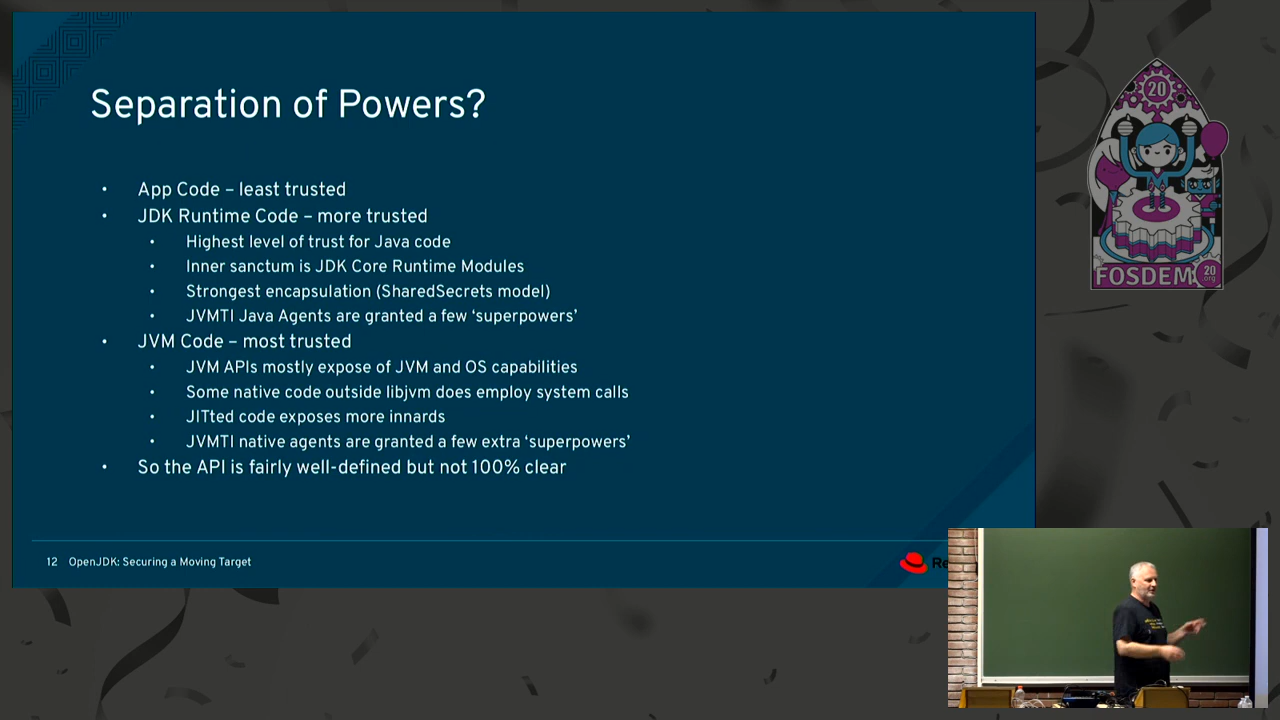 Separation of Powers?
• App Code – least trusted
• JDK Runtime Code – more trusted
• Highest level of trust for Java code
• Inner sanctum is JDK Core Runtime Modules
• Strongest encapsulation (SharedSecrets model)
• JVMTI Java Agents are granted a few ‘superpowers’
• JVM Code – most trusted
• JVM APIs mostly expose of JVM and OS capabilities
• Some native code outside libjvm does employ system calls
• JITted code exposes more innards
• JVMTI native agents are granted a few extra ‘superpowers’
• So the API is fairly well-defined but not 100% clear
12 OpenJDK: Securing a Moving Target
20
FOSDEM
20
.org